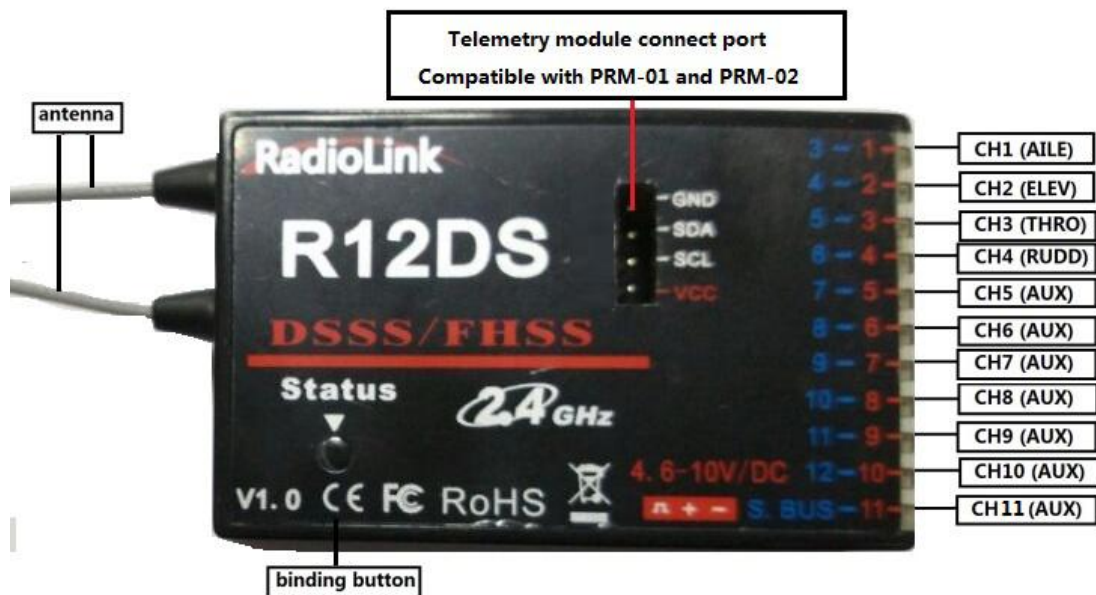 Telemetry module connect port
Compatible with PRM-01 and PRM-02
antenna
RadioLink
R12DS
DSSS/FHSS
Status
2.4GHz
V1.0 CE FC RoHS
GND
SDA
SCL
VCC
4.6-10V/DC
+ -
3 - 1 - CH1 (AILE)
4 - 2 - CH2 (ELEV)
5 - 3 - CH3 (THRO)
6 - 4 - CH4 (RUDD)
7 - 5 - CH5 (AUX)
8 - 6 - CH6 (AUX)
9 - 7 - CH7 (AUX)
10 - 8 - CH8 (AUX)
11 - 9 - CH9 (AUX)
12 - 10 - CH10 (AUX)
S. BUS - 11 - CH11 (AUX)
binding button